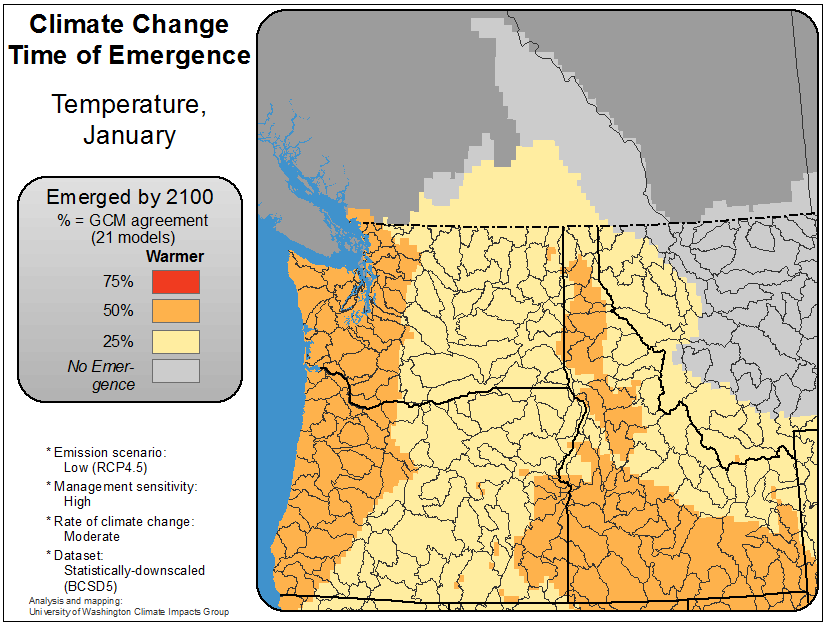 Climate Change
Time of Emergence
Temperature,
January
Emerged by 2100
% = GCM agreement
(21 models)
Warmer
75%
50%
25%
No Emer-
gence
* Emission scenario:
Low (RCP4.5)
* Management sensitivity:
High
* Rate of climate change:
Moderate
* Dataset:
Statistically-downscaled
(BCSD5)
Analysis and mapping:
University of Washington Climate Impacts Group